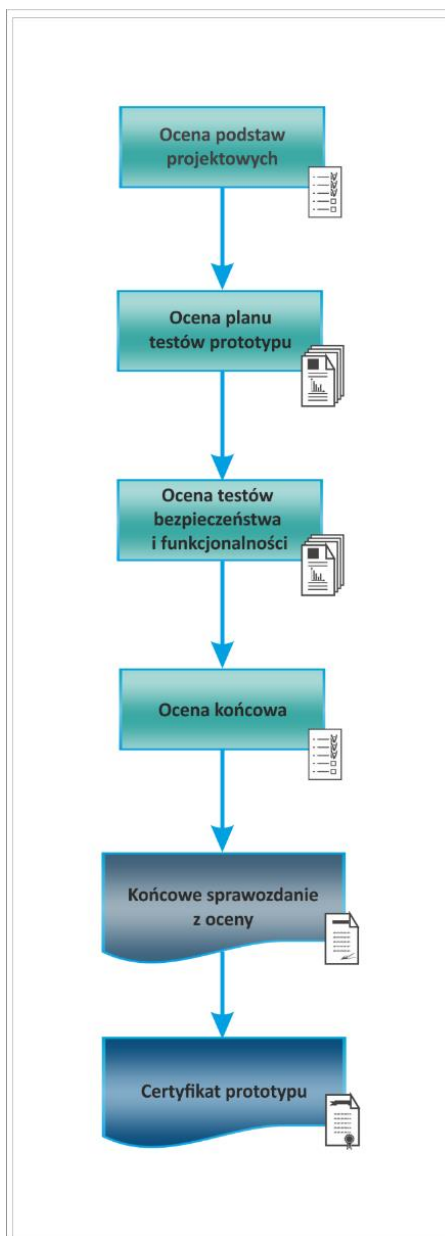 Ocena podstaw
projektowych
Ocena planu
testów prototypu
Ocena testów
bezpieczeństwa
i funkcjonalności
Ocena końcowa
Końcowe sprawozdanie
z oceny
Certyfikat prototypu